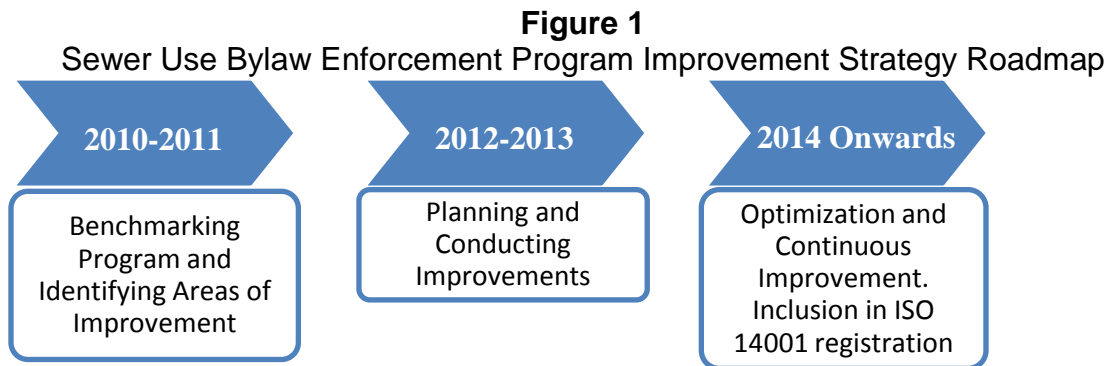 Figure 1
Sewer Use Bylaw Enforcement Program Improvement Strategy Roadmap
2010-2011
Benchmarking
Program and
Identifying Areas of
Improvement
2012-2013
Planning and
Conducting
Improvements
2014 Onwards
Optimization and
Continuous
Improvement.
Inclusion in ISO
14001 registration